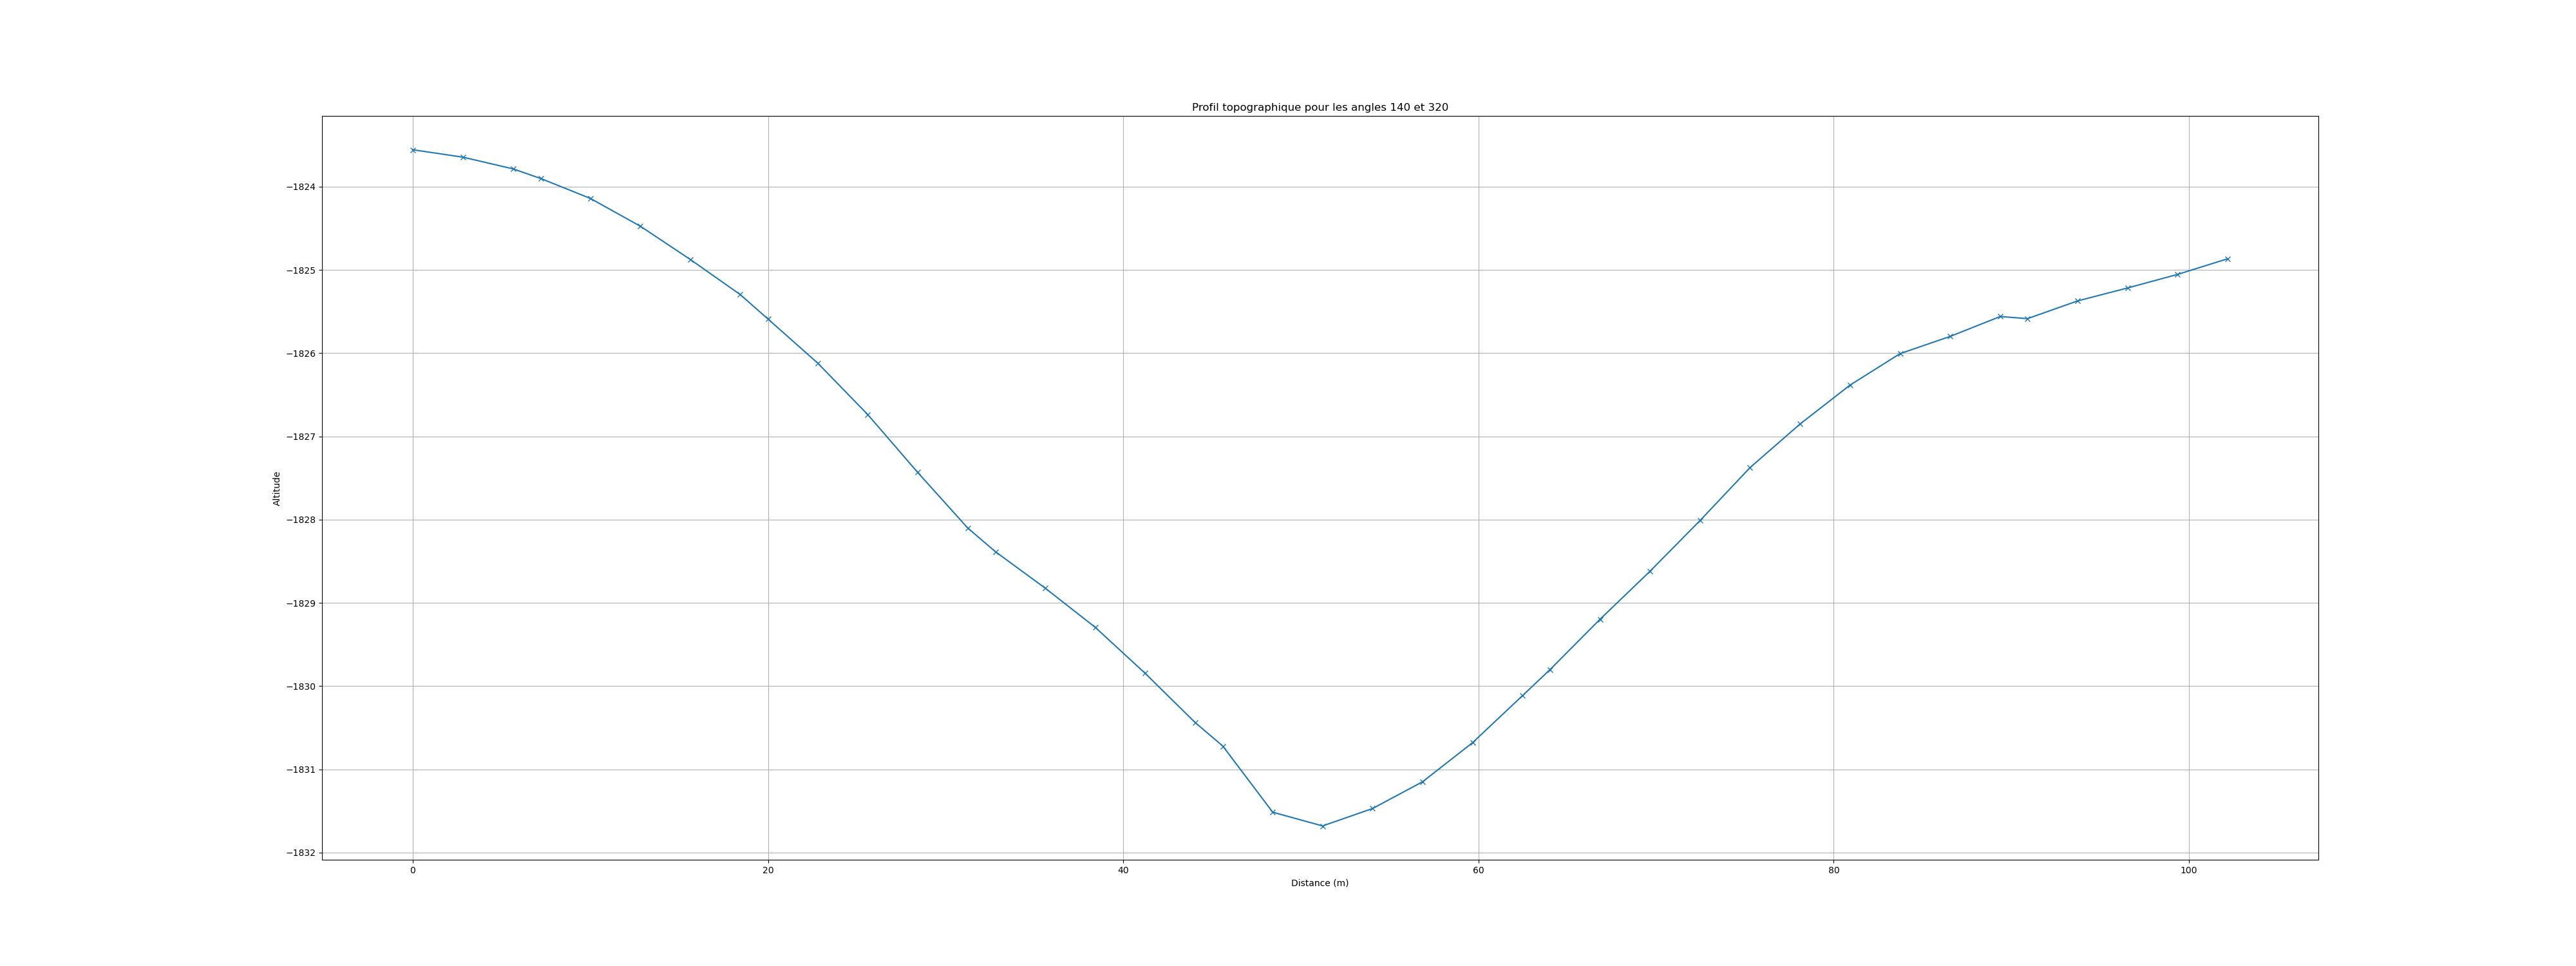 Profil topographique pour les angles 140 et 320
−1824
−1825
−1826
−1827
−1828
−1829
−1830
−1831
−1832
Altitude
0 20 40 60 80 100
Distance (m)